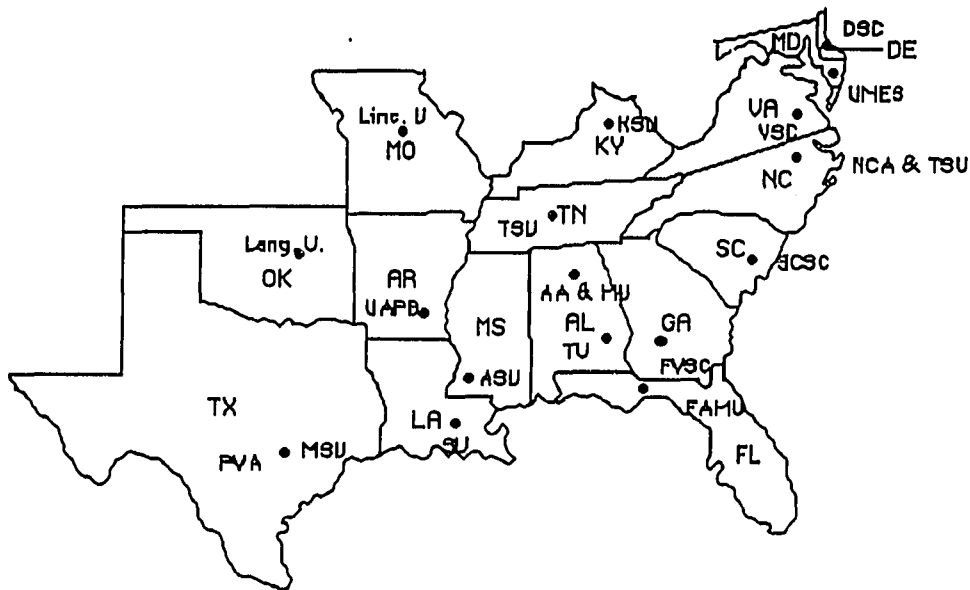 DSC
MD
DE
UMES
Linc. U
MO
KSU
KY
VA
VSC
NC
NCA & TSU
TSU
TN
Lang. U.
OK
AR
UAPB
SC
SCSC
AA & MU
AL
TU
MS
GA
FVSC
ASU
FAMU
TX
LA
SU
MSU
PVA
FL